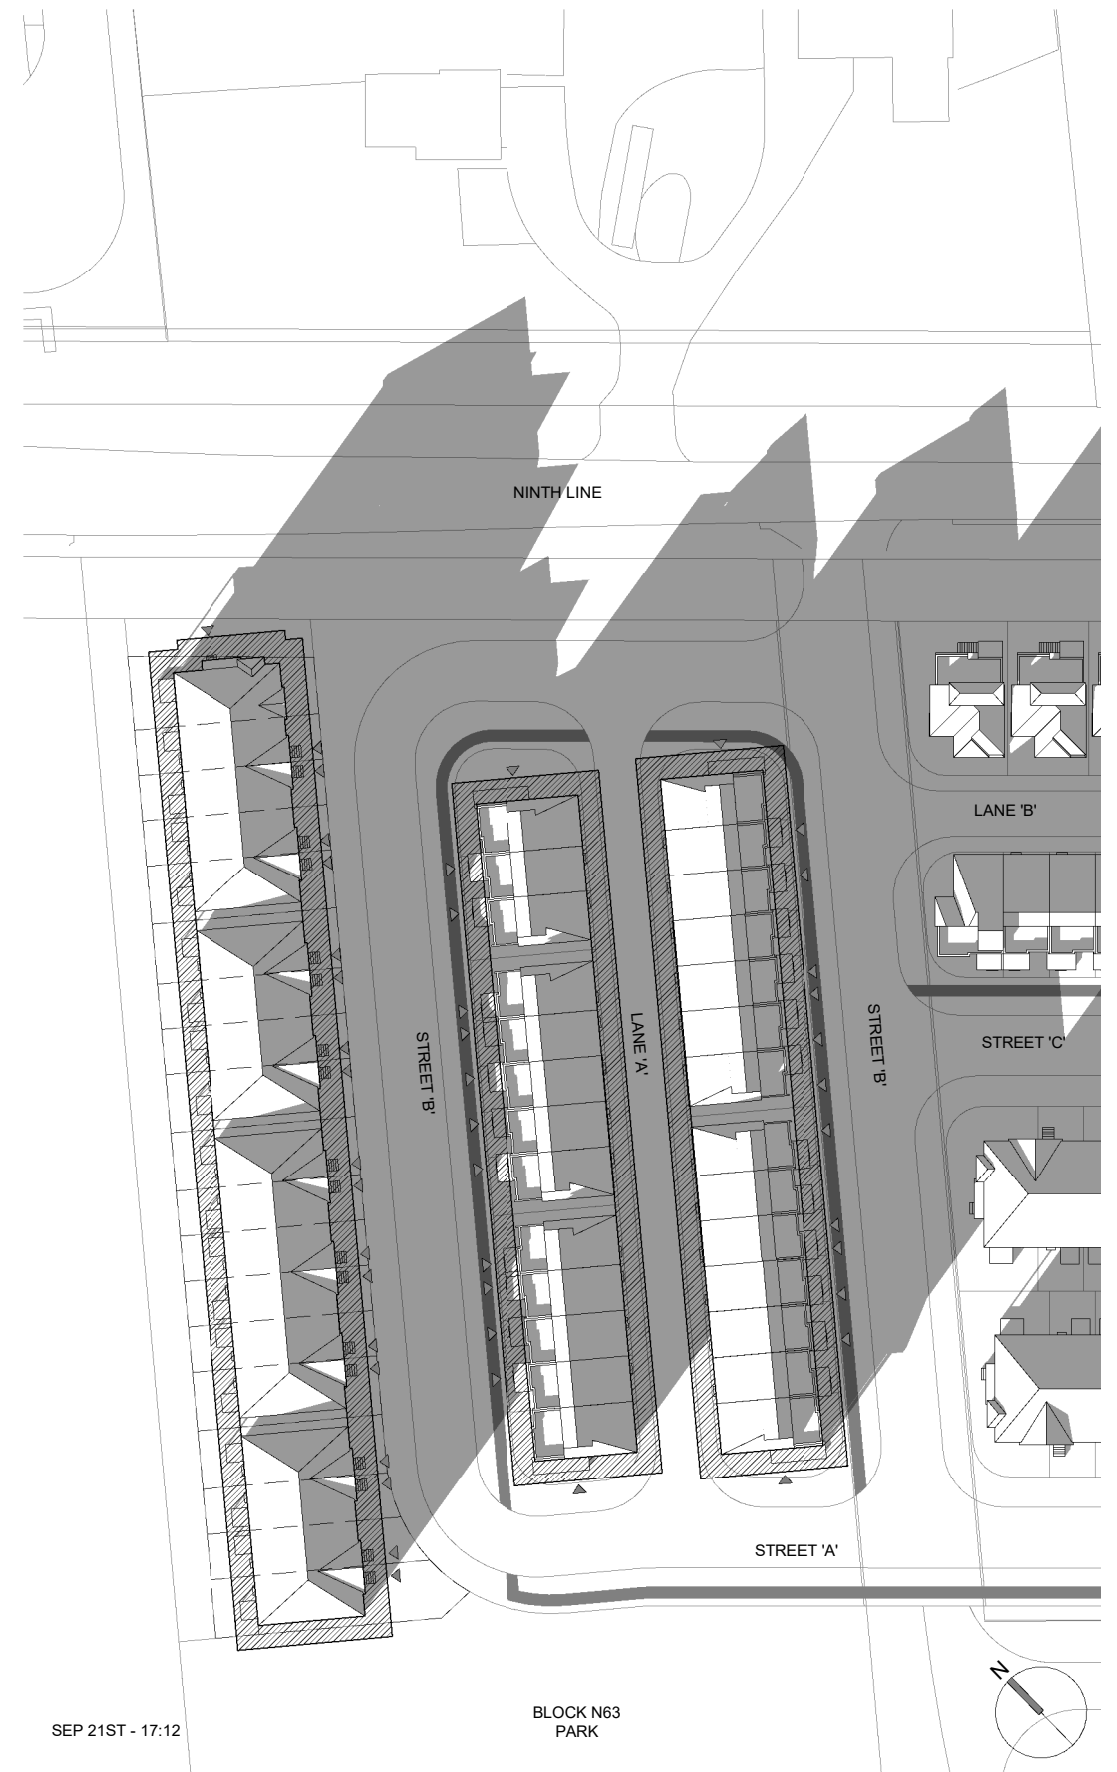 NINTH LINE
LANE 'B'
STREET 'B'
LANE 'A'
STREET 'B'
STREET 'C'
STREET 'A'
N
SEP 21ST - 17:12
BLOCK N63
PARK